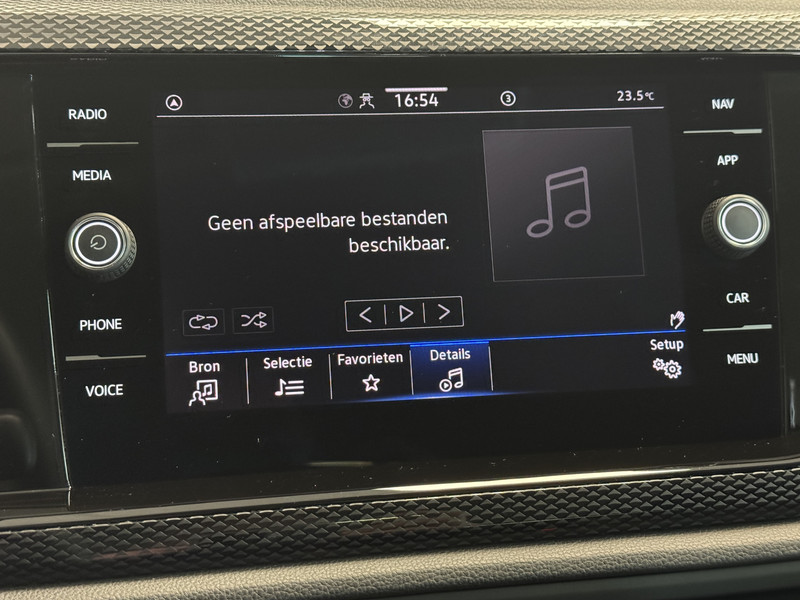 RADIO
MEDIA
PHONE
VOICE
16:54
3
23.5°C
Geen afspeelbare bestanden
beschikbaar.
Bron
Selectie
Favorieten
Details
Setup
NAV
APP
CAR
MENU